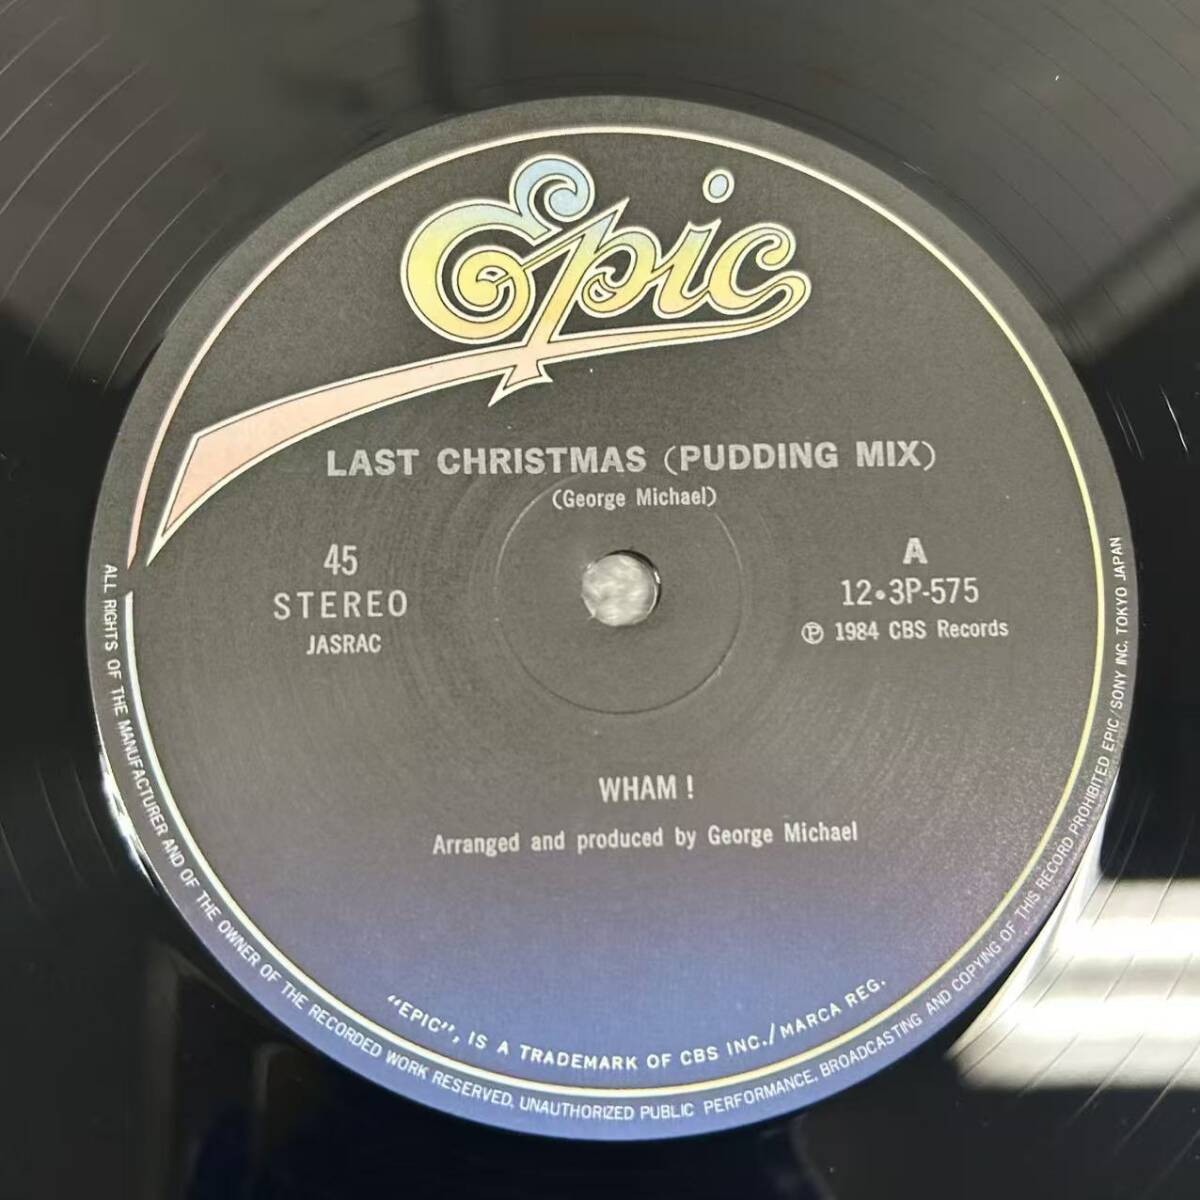 Epic
LAST CHRISTMAS (PUDDING MIX)
(George Michael)
45
STEREO
JASRAC
A
12•3P-575
Ⓟ 1984 CBS Records
WHAM !
Arranged and produced by George Michael
"EPIC", IS A TRADEMARK OF CBS INC./MARCA REG.
ALL RIGHTS OF THE MANUFACTURER AND OF THE OWNER OF THE RECORDED WORK RESERVED. UNAUTHORIZED PUBLIC PERFORMANCE, BROADCASTING AND COPYING OF THIS RECORD PROHIBITED EPIC/SONY INC. TOKYO JAPAN